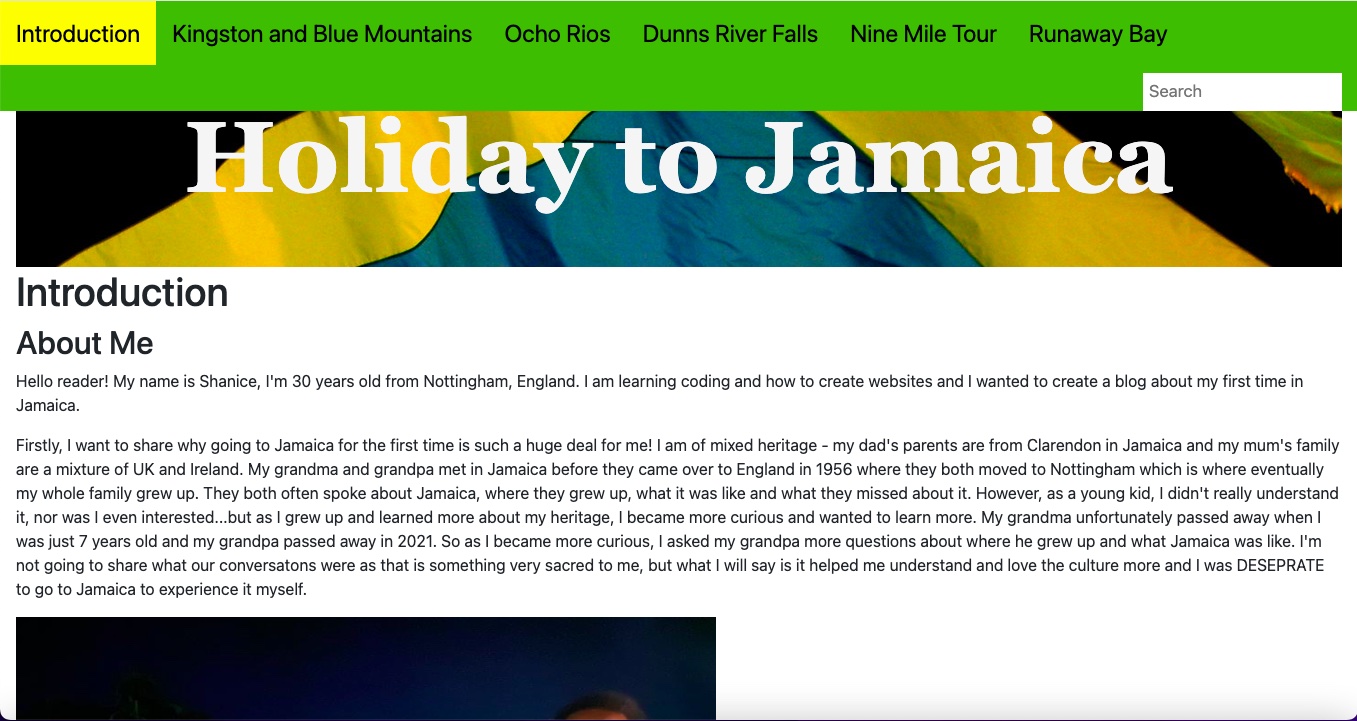 Introduction Kingston and Blue Mountains Ocho Rios Dunns River Falls Nine Mile Tour Runaway Bay
Search
Holiday to Jamaica
Introduction
About Me
Hello reader! My name is Shanice, I'm 30 years old from Nottingham, England. I am learning coding and how to create websites and I wanted to create a blog about my first time in
Jamaica.
Firstly, I want to share why going to Jamaica for the first time is such a huge deal for me! I am of mixed heritage - my dad's parents are from Clarendon in Jamaica and my mum's family
are a mixture of UK and Ireland. My grandma and grandpa met in Jamaica before they came over to England in 1956 where they both moved to Nottingham which is where eventually
my whole family grew up. They both often spoke about Jamaica, where they grew up, what it was like and what they missed about it. However, as a young kid, I didn't really understand
it, nor was I even interested...but as I grew up and learned more about my heritage, I became more curious and wanted to learn more. My grandma unfortunately passed away when I
was just 7 years old and my grandpa passed away in 2021. So as I became more curious, I asked my grandpa more questions about where he grew up and what Jamaica was like. I'm
not going to share what our conversatons were as that is something very sacred to me, but what I will say is it helped me understand and love the culture more and I was DESEPRATE
to go to Jamaica to experience it myself.